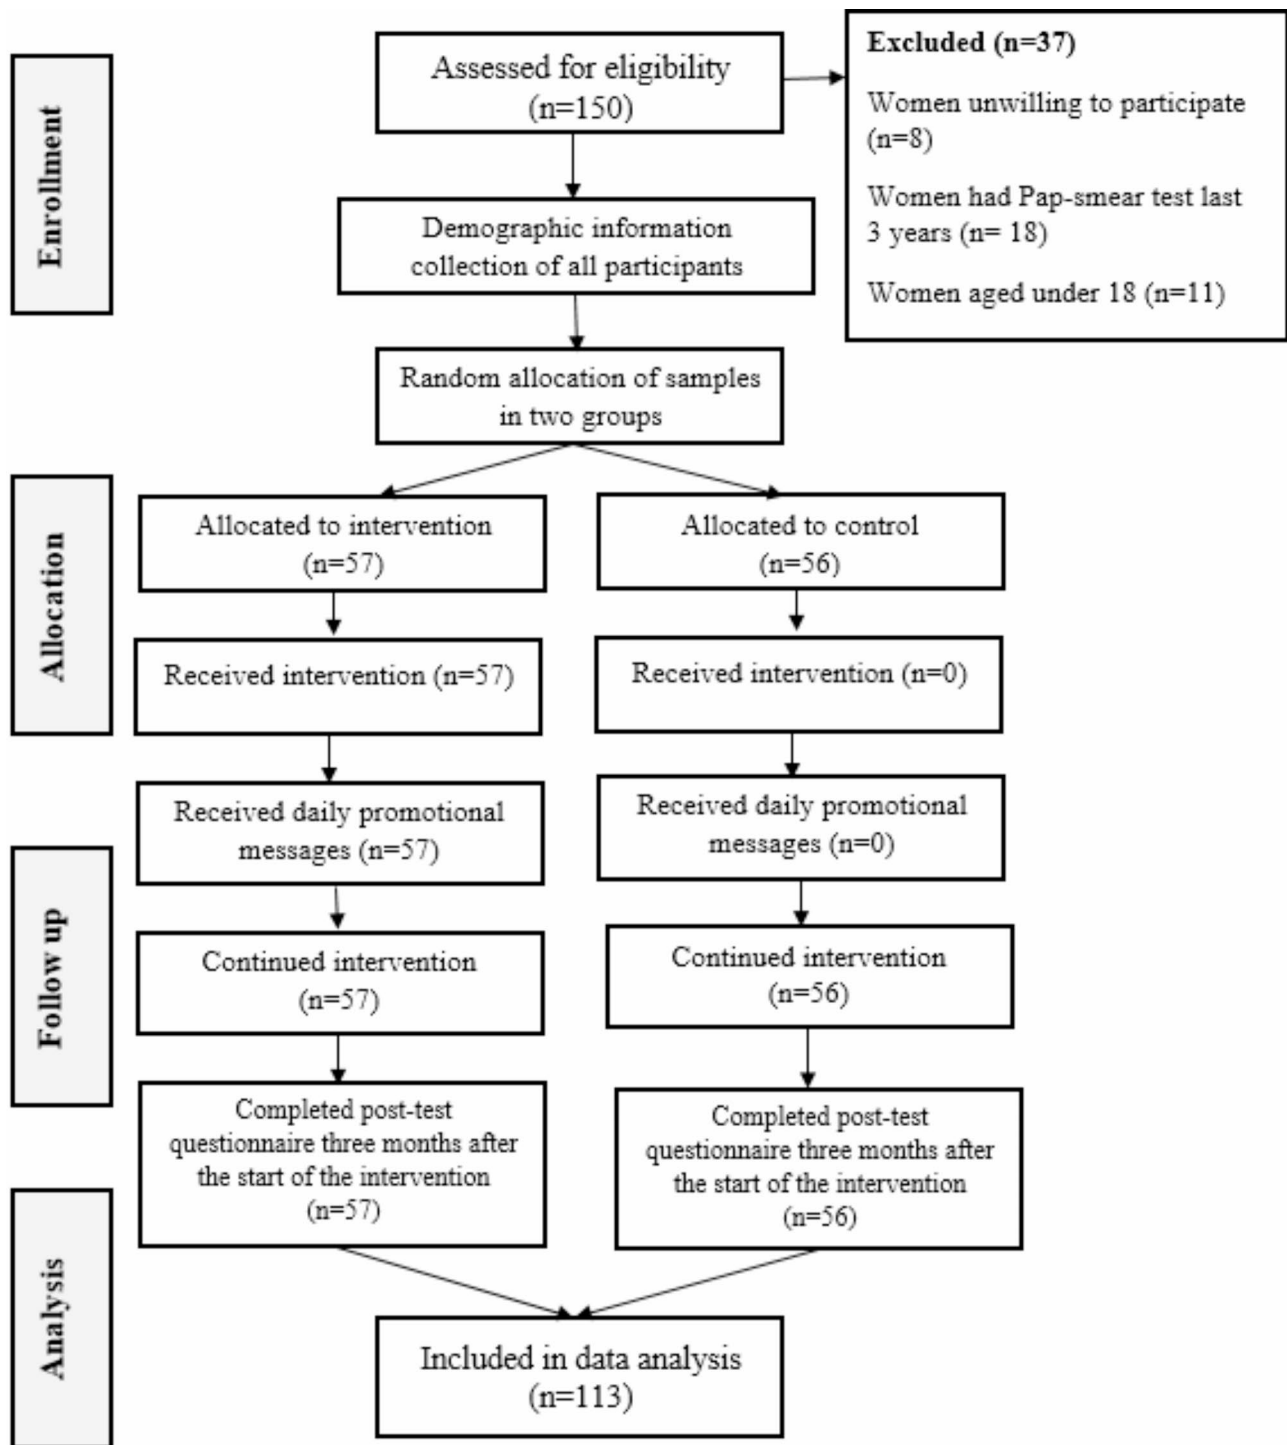 Enrollment
Assessed for eligibility
(n=150)
Excluded (n=37)
Women unwilling to participate
(n=8)
Women had Pap-smear test last
3 years (n= 18)
Women aged under 18 (n=11)
Demographic information
collection of all participants
Random allocation of samples
in two groups
Allocation
Allocated to intervention
(n=57)
Allocated to control
(n=56)
Received intervention (n=57)
Received intervention (n=0)
Received daily promotional
messages (n=57)
Received daily promotional
messages (n=0)
Follow up
Continued intervention
(n=57)
Continued intervention
(n=56)
Completed post-test
questionnaire three months after
the start of the intervention
(n=57)
Completed post-test
questionnaire three months after
the start of the intervention
(n=56)
Analysis
Included in data analysis
(n=113)